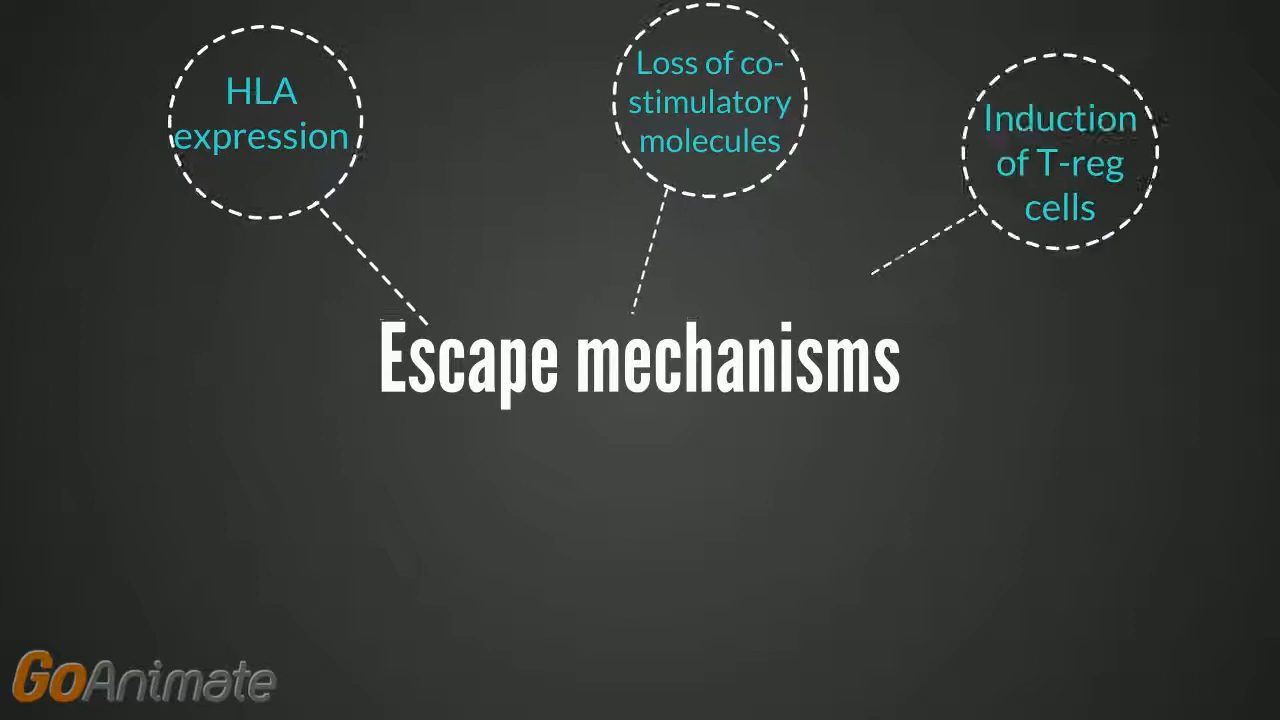 HLA
expression
Loss of co-
stimulatory
molecules
Induction
of T-reg
cells
Escape mechanisms
GoAnimate